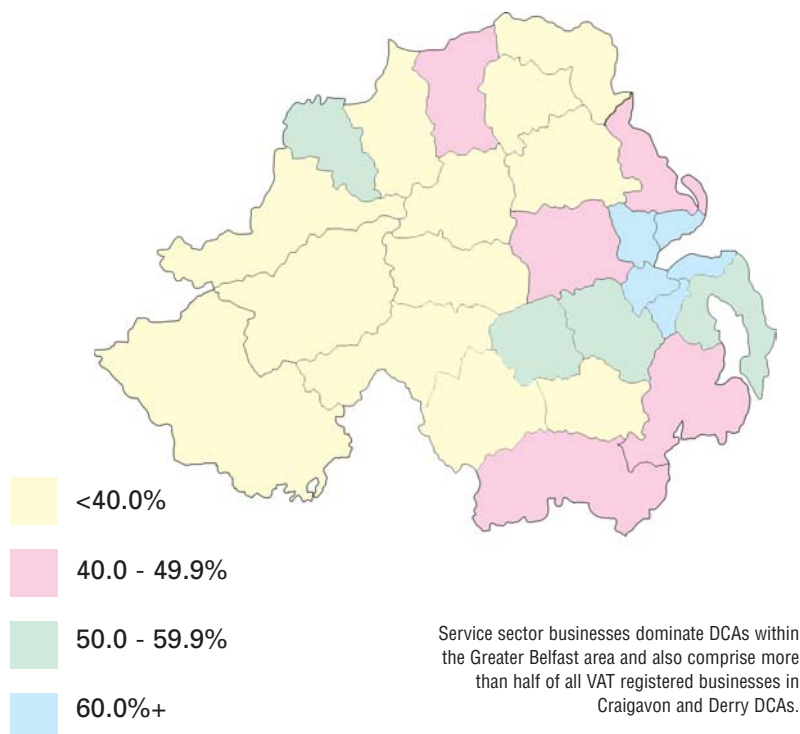 <40.0%
40.0 - 49.9%
50.0 - 59.9%
60.0%+
Service sector businesses dominate DCAs within
the Greater Belfast area and also comprise more
than half of all VAT registered businesses in
Craigavon and Derry DCAs.